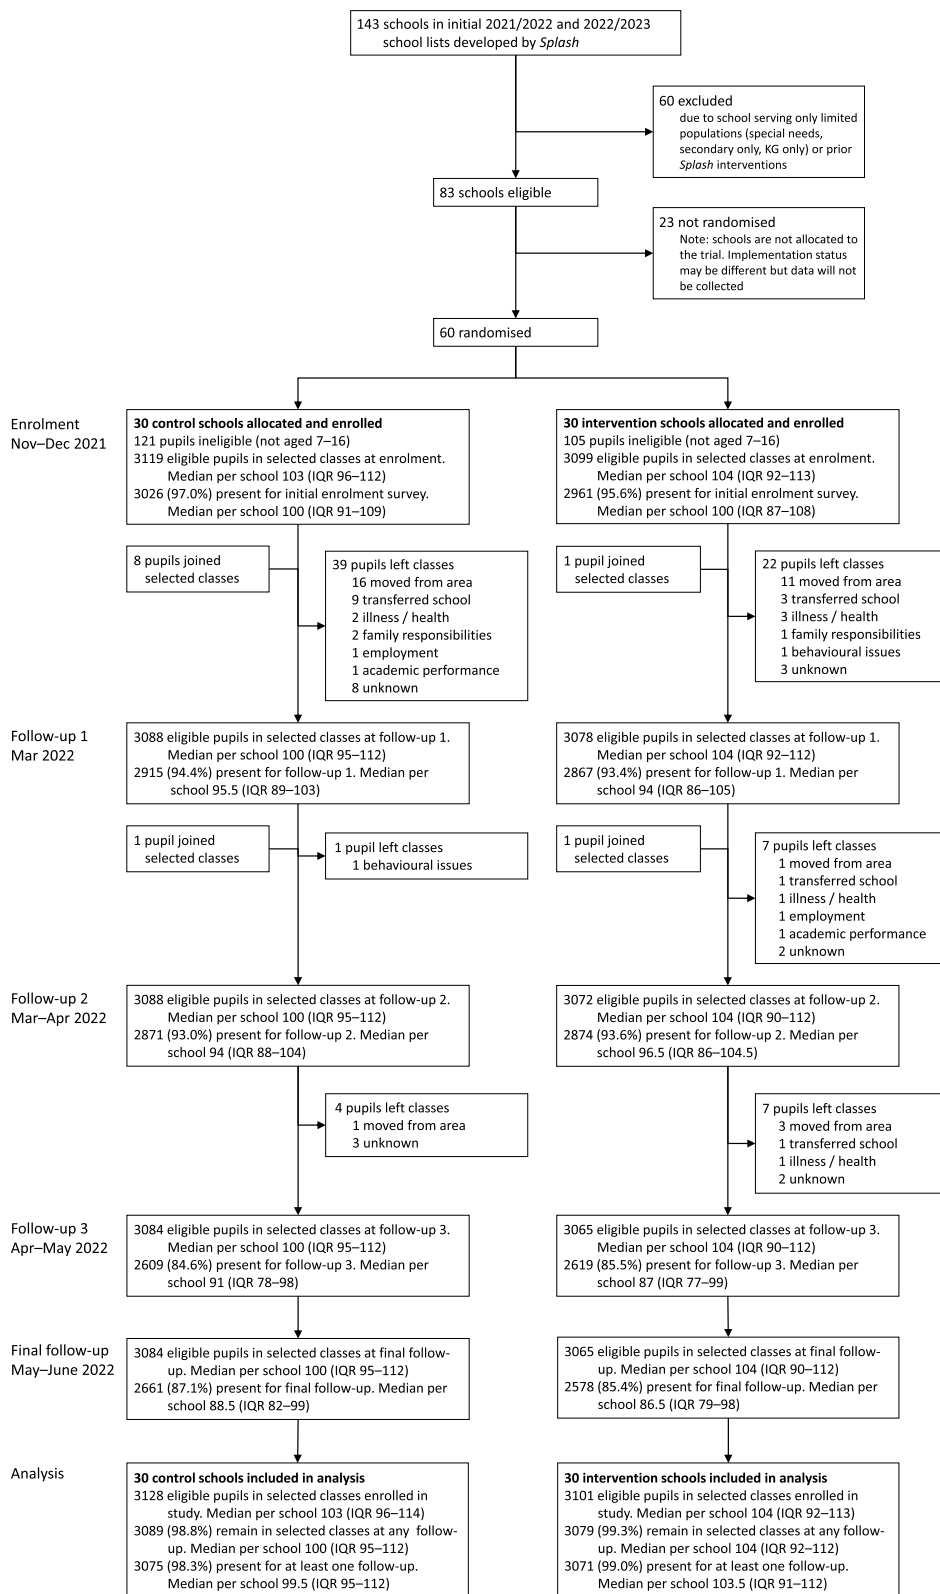 143 schools in initial 2021/2022 and 2022/2023
school lists developed by Splash
60 excluded
due to school serving only limited
populations (special needs,
secondary only, KG only) or prior
Splash interventions
83 schools eligible
23 not randomised
Note: schools are not allocated to
the trial. Implementation status
may be different but data will not
be collected
60 randomised
Enrolment
Nov–Dec 2021
30 control schools allocated and enrolled
121 pupils ineligible (not aged 7–16)
3119 eligible pupils in selected classes at enrolment.
Median per school 103 (IQR 96–112)
3026 (97.0%) present for initial enrolment survey.
Median per school 100 (IQR 91–109)
30 intervention schools allocated and enrolled
105 pupils ineligible (not aged 7–16)
3099 eligible pupils in selected classes at enrolment.
Median per school 104 (IQR 92–113)
2961 (95.6%) present for initial enrolment survey.
Median per school 100 (IQR 87–108)
8 pupils joined
selected classes
39 pupils left classes
16 moved from area
9 transferred school
2 illness / health
2 family responsibilities
1 employment
1 academic performance
8 unknown
1 pupil joined
selected classes
22 pupils left classes
11 moved from area
3 transferred school
3 illness / health
1 family responsibilities
1 behavioural issues
3 unknown
Follow-up 1
Mar 2022
3088 eligible pupils in selected classes at follow-up 1.
Median per school 100 (IQR 95–112)
2915 (94.4%) present for follow-up 1. Median per
school 95.5 (IQR 89–103)
3078 eligible pupils in selected classes at follow-up 1.
Median per school 104 (IQR 92–112)
2867 (93.4%) present for follow-up 1. Median per
school 94 (IQR 86–105)
1 pupil joined
selected classes
1 pupil left classes
1 behavioural issues
1 pupil joined
selected classes
7 pupils left classes
1 moved from area
1 transferred school
1 illness / health
1 employment
1 academic performance
2 unknown
Follow-up 2
Mar–Apr 2022
3088 eligible pupils in selected classes at follow-up 2.
Median per school 100 (IQR 95–112)
2871 (93.0%) present for follow-up 2. Median per
school 94 (IQR 88–104)
3072 eligible pupils in selected classes at follow-up 2.
Median per school 104 (IQR 90–112)
2874 (93.6%) present for follow-up 2. Median per
school 96.5 (IQR 86–104.5)
4 pupils left classes
1 moved from area
3 unknown
7 pupils left classes
3 moved from area
1 transferred school
1 illness / health
2 unknown
Follow-up 3
Apr–May 2022
3084 eligible pupils in selected classes at follow-up 3.
Median per school 100 (IQR 95–112)
2609 (84.6%) present for follow-up 3. Median per
school 91 (IQR 78–98)
3065 eligible pupils in selected classes at follow-up 3.
Median per school 104 (IQR 90–112)
2619 (85.5%) present for follow-up 3. Median per
school 87 (IQR 77–99)
Final follow-up
May–June 2022
3084 eligible pupils in selected classes at final follow-
up. Median per school 100 (IQR 95–112)
2661 (87.1%) present for final follow-up. Median per
school 88.5 (IQR 82–99)
3065 eligible pupils in selected classes at final follow-
up. Median per school 104 (IQR 90–112)
2578 (85.4%) present for final follow-up. Median per
school 86.5 (IQR 79–98)
Analysis
30 control schools included in analysis
3128 eligible pupils in selected classes enrolled in
study. Median per school 103 (IQR 96–114)
3089 (98.8%) remain in selected classes at any follow-
up. Median per school 100 (IQR 95–112)
3075 (98.3%) present for at least one follow-up.
Median per school 99.5 (IQR 95–112)
30 intervention schools included in analysis
3101 eligible pupils in selected classes enrolled in
study. Median per school 104 (IQR 92–113)
3079 (99.3%) remain in selected classes at any follow-
up. Median per school 104 (IQR 92–112)
3071 (99.0%) present for at least one follow-up.
Median per school 103.5 (IQR 91–112)